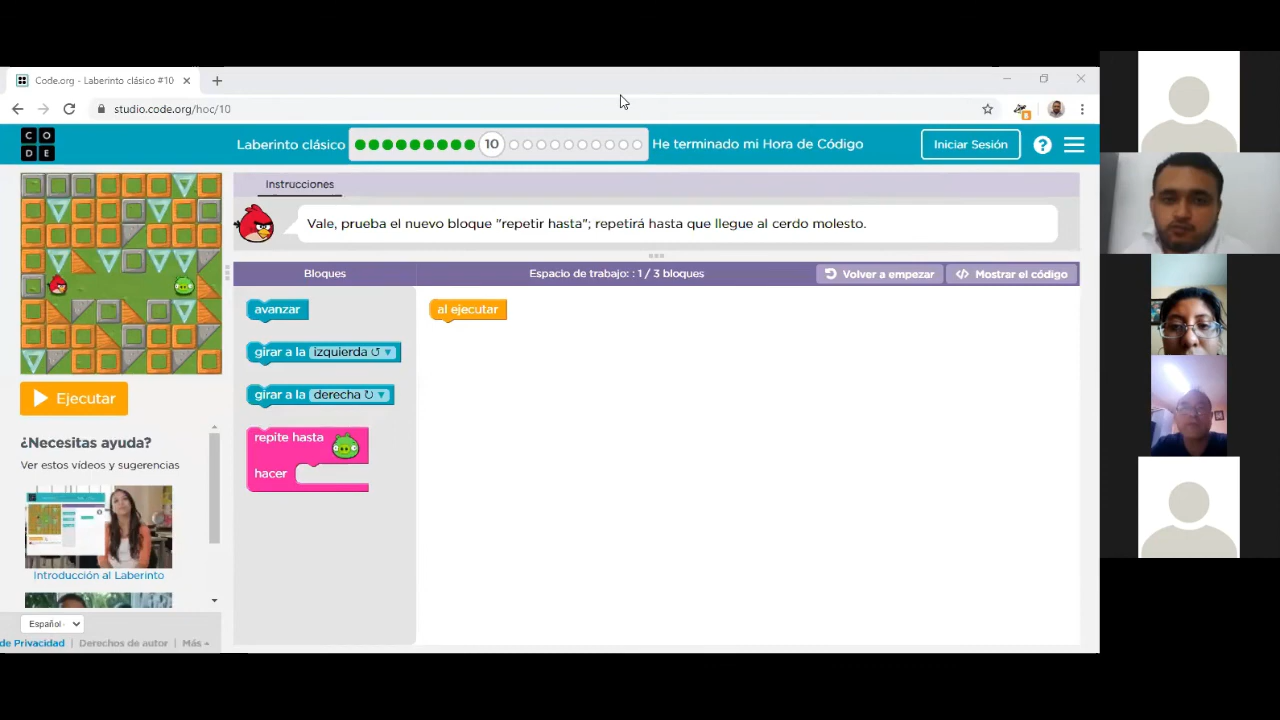 Code.org - Laberinto clásico #10
studio.code.org/hoc/10
C O
D E
Laberinto clásico
10
He terminado mi Hora de Código
Iniciar Sesión
?
Instrucciones
Vale, prueba el nuevo bloque "repetir hasta"; repetirá hasta que llegue al cerdo molesto.
Bloques
Espacio de trabajo: : 1 / 3 bloques
Volver a empezar
Mostrar el código
avanzar
al ejecutar
girar a la izquierda
girar a la derecha
repite hasta
hacer
Ejecutar
¿Necesitas ayuda?
Ver estos vídeos y sugerencias
Introducción al Laberinto
Español
de Privacidad | Derechos de autor | Más